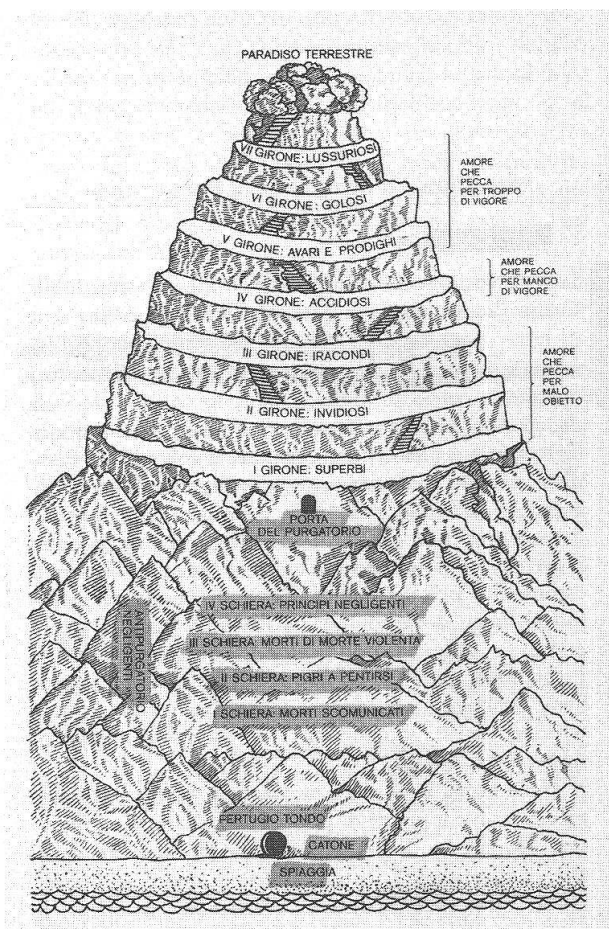 PARADISO TERRESTRE
VII GIRONE: LUSSURIOSI
VI GIRONE: GOLOSI
V GIRONE: AVARI E PRODIGHI
AMORE
CHE
PECCA
PER TROPPO
DI VIGORE
IV GIRONE: ACCIDIOSI
AMORE
CHE PECCA
PER MANCO
DI VIGORE
III GIRONE: IRACONDI
II GIRONE: INVIDIOSI
I GIRONE: SUPERBI
AMORE
CHE
PECCA
PER
MALO
OBIETTO
PORTA
DEL PURGATORIO
ANTIPURGATORIO
NEGLIGENTI
IV SCHIERA: PRINCIPI NEGLIGENTI
III SCHIERA: MORTI DI MORTE VIOLENTA
II SCHIERA: PIGRI A PENTIRSI
I SCHIERA: MORTI SCOMUNICATI
FERTUGIO TONDO
CATONE
SPIAGGIA